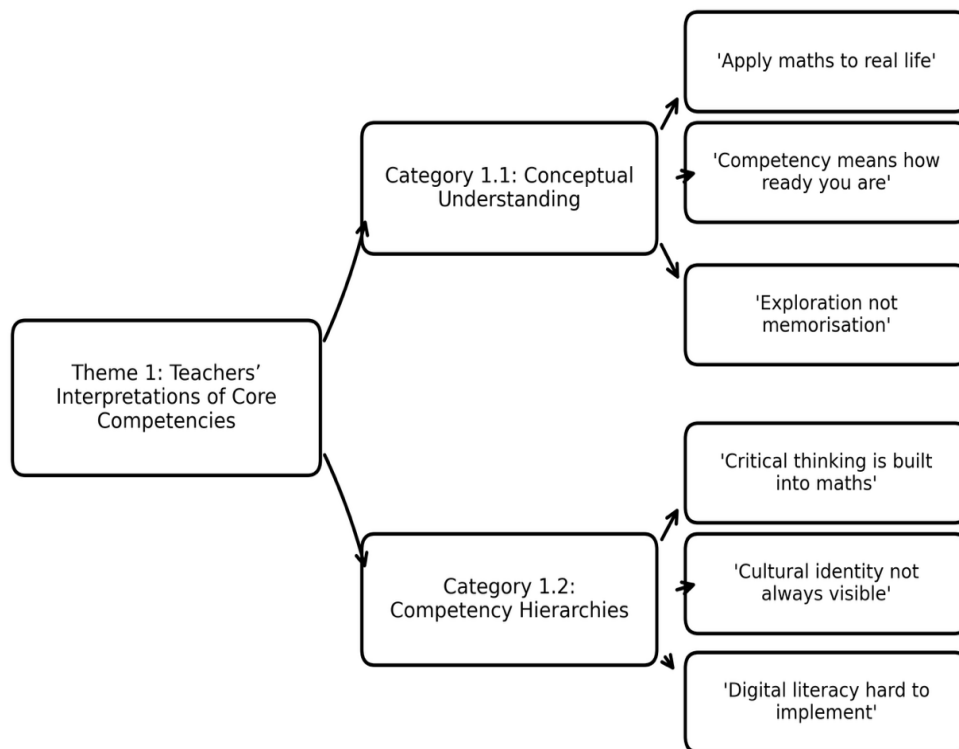 'Apply maths to real life'
Category 1.1: Conceptual
Understanding
'Competency means how
ready you are'
'Exploration not
memorisation'
Theme 1: Teachers’
Interpretations of Core
Competencies
'Critical thinking is built
into maths'
Category 1.2:
Competency Hierarchies
'Cultural identity not
always visible'
'Digital literacy hard to
implement'